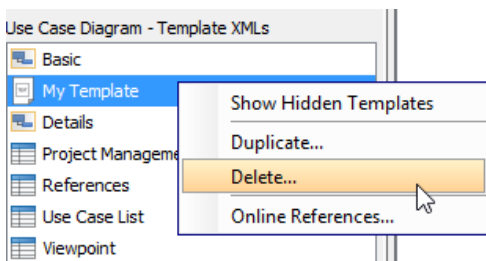 Use Case Diagram - Template XMLs
Basic
My Template
Details
Project Manageme
References
Use Case List
Viewpoint
Show Hidden Templates
Duplicate...
Delete...
Online References...